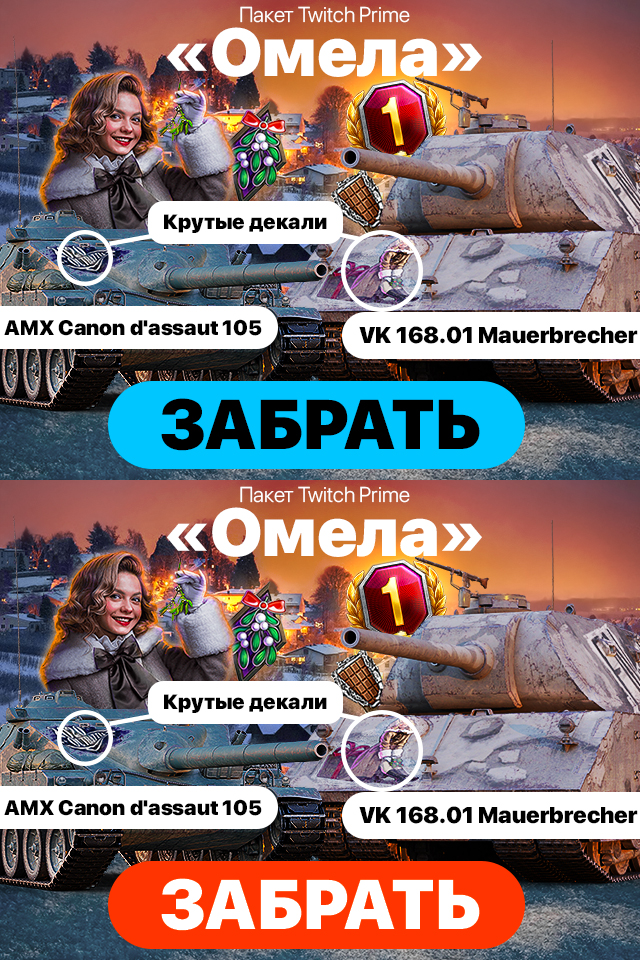 Пакет Twitch Prime
«Омела»
1
Крутые декали
AMX Canon d'assaut 105
VK 168.01 Mauerbrecher
ЗАБРАТЬ
Пакет Twitch Prime
«Омела»
1
Крутые декали
AMX Canon d'assaut 105
VK 168.01 Mauerbrecher
ЗАБРАТЬ